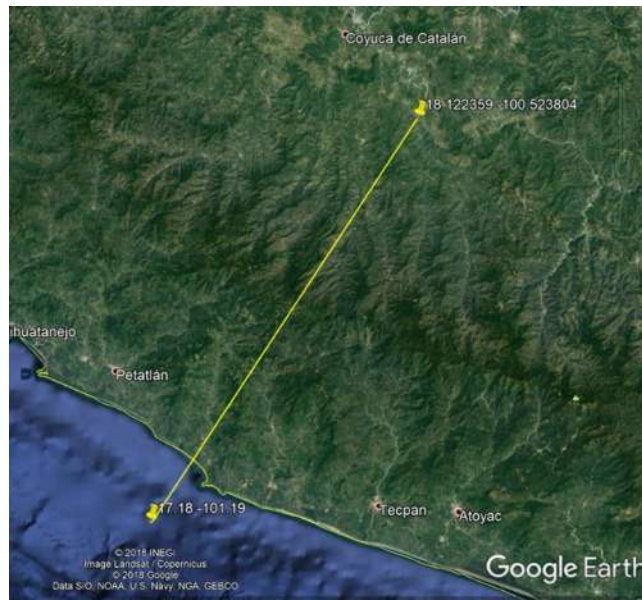 Coyuca de Catalán
18 122359 -100 523804
ihuatanejo
Petatlán
17.18 -101.19
Tecpan
Atoyac
© 2018 INEGI
Image Landsat / Copernicus
© 2018 Google
Data SIO, NOAA, U.S. Navy, NGA, GEBCO
Google Earth